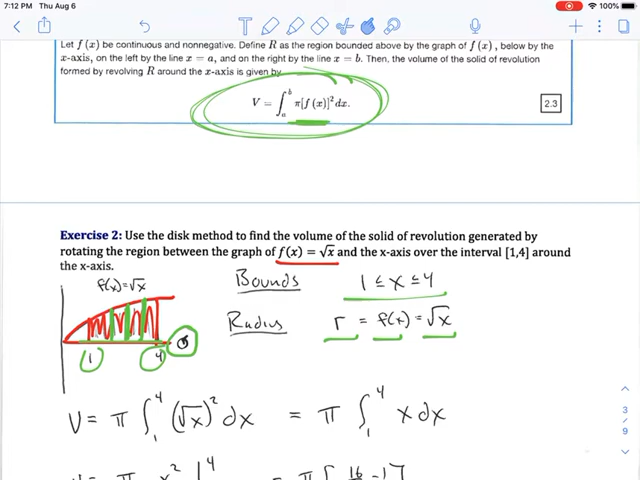 7:12 PM Thu Aug 6
100%
Let f (x) be continuous and nonnegative. Define R as the region bounded above by the graph of f (x), below by the
x-axis, on the left by the line x = a, and on the right by the line x = b. Then, the volume of the solid of revolution
formed by revolving R around the x-axis is given by
V = ∫_a^b π[f(x)]² dx.
2.3
Exercise 2: Use the disk method to find the volume of the solid of revolution generated by
rotating the region between the graph of f(x) = √x and the x-axis over the interval [1,4] around
the x-axis.
f(x)=√x
Bounds 1 ≤ x ≤ 4
Radius r = f(x) = √x
1 4
V = π ∫_1^4 (√x)² dx = π ∫_1^4 x dx
3
9